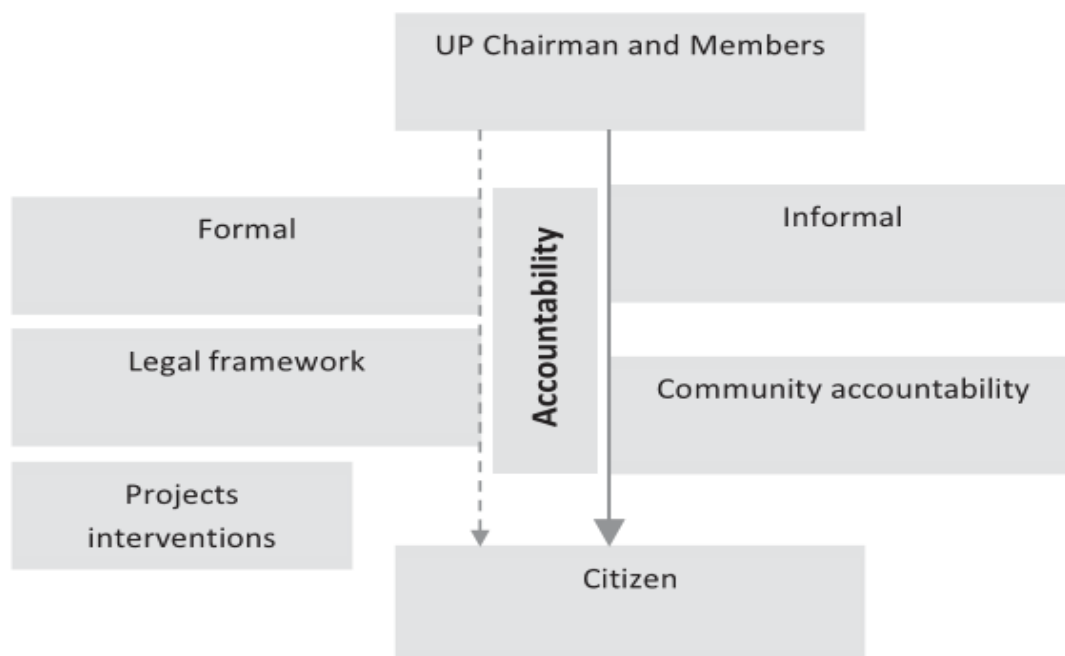 UP Chairman and Members
Formal
Informal
Accountability
Legal framework
Community accountability
Projects
interventions
Citizen